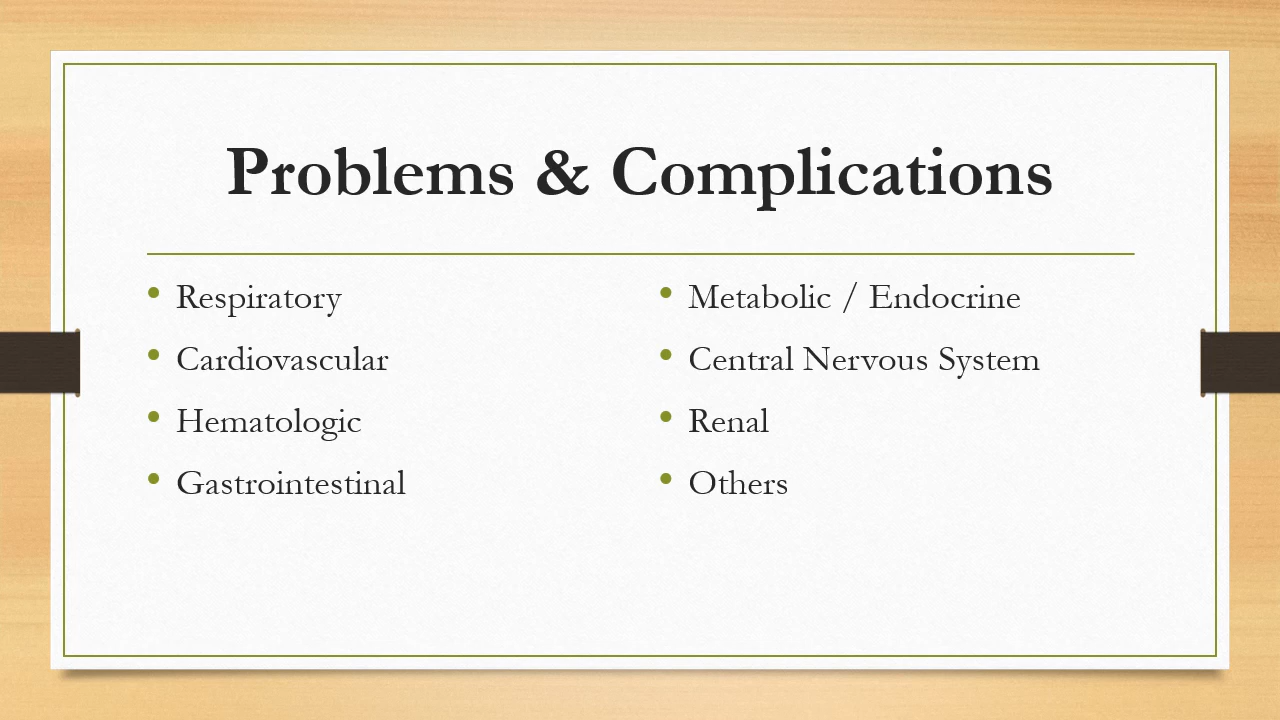 Problems & Complications
• Respiratory
• Cardiovascular
• Hematologic
• Gastrointestinal
• Metabolic / Endocrine
• Central Nervous System
• Renal
• Others